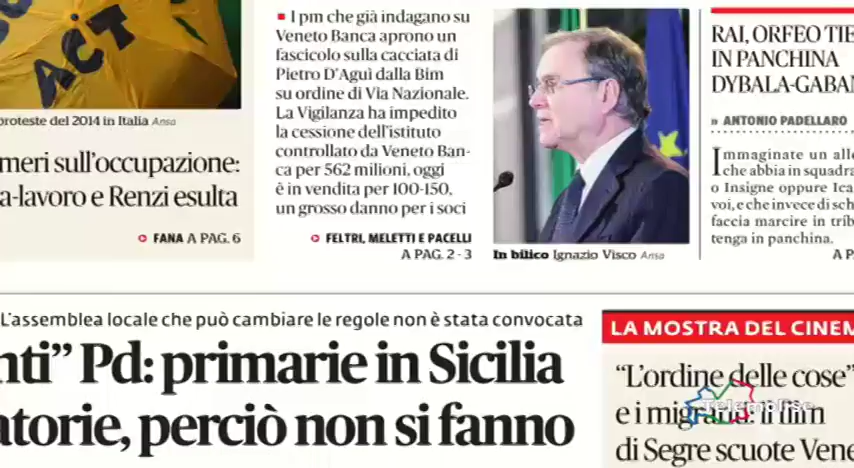 ACT
proteste del 2014 in Italia Ansa
meri sull'occupazione:
a-lavoro e Renzi esulta
FANA A PAG. 6
I pm che già indagano su
Veneto Banca aprono un
fascicolo sulla cacciata di
Pietro D'Aguì dalla Bim
su ordine di Via Nazionale.
La Vigilanza ha impedito
la cessione dell'istituto
controllato da Veneto Ban-
ca per 562 milioni, oggi
è in vendita per 100-150,
un grosso danno per i soci
FELTRI, MELETTI E PACELLI
A PAG. 2 - 3
In bilico Ignazio Visco Ansa
RAI, ORFEO TIE
IN PANCHINA
DYBALA-GABAN
» ANTONIO PADELLARO
Immaginate un alle
che abbia in squadra
o Insigne oppure Ica
voi, e che invece di sch
faccia marcire in trib
tenga in panchina.
A P
L'assemblea locale che può cambiare le regole non è stata convocata
nti” Pd: primarie in Sicilia
atorie, perciò non si fanno
LA MOSTRA DEL CINEM
“L'ordine delle cose”
e i migranti: il film
di Segre scuote Vene
Telemolise